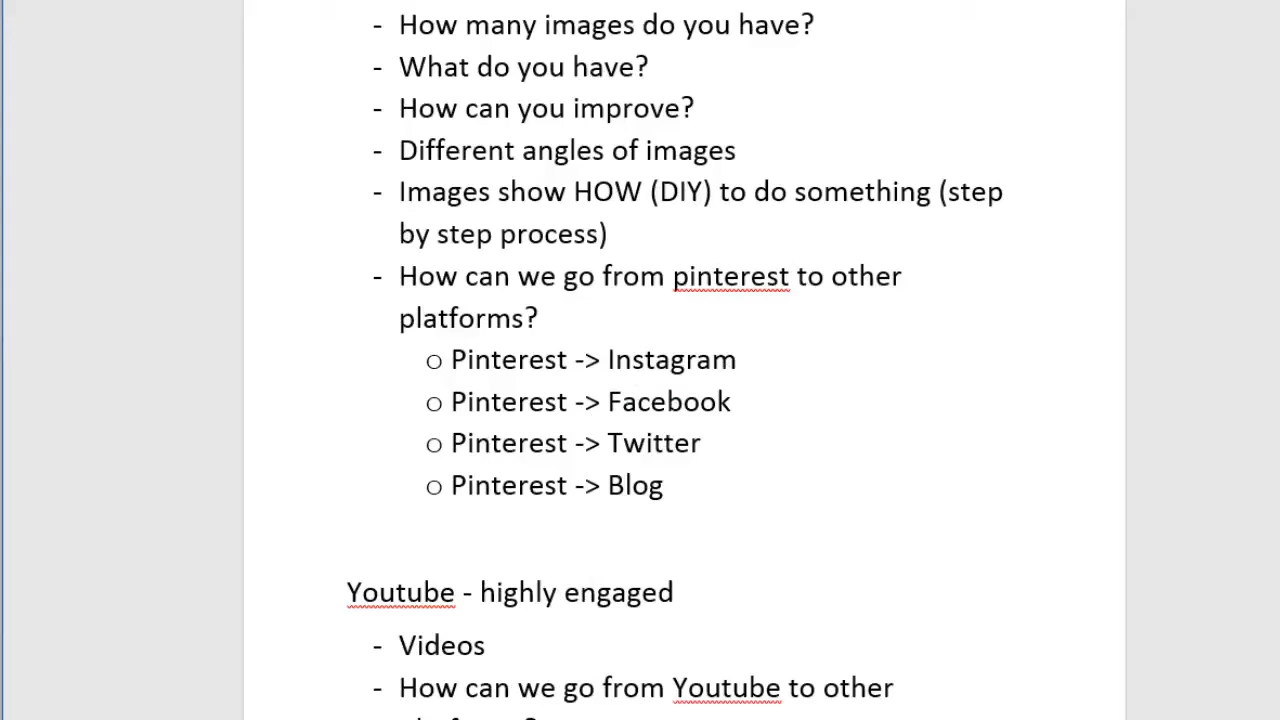 - How many images do you have?
- What do you have?
- How can you improve?
- Different angles of images
- Images show HOW (DIY) to do something (step
by step process)
- How can we go from pinterest to other
platforms?
o Pinterest -> Instagram
o Pinterest -> Facebook
o Pinterest -> Twitter
o Pinterest -> Blog
Youtube - highly engaged
- Videos
- How can we go from Youtube to other